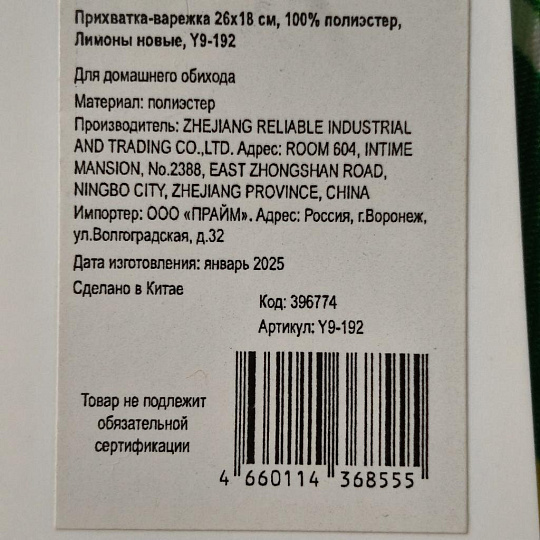 Прихватка-варежка 26х18 см, 100% полиэстер,
Лимоны новые, Y9-192
Для домашнего обихода
Материал: полиэстер
Производитель: ZHEJIANG RELIABLE INDUSTRIAL
AND TRADING CO.,LTD. Адрес: ROOM 604, INTIME
MANSION, No.2388, EAST ZHONGSHAN ROAD,
NINGBO CITY, ZHEJIANG PROVINCE, CHINA
Импортер: ООО «ПРАЙМ». Адрес: Россия, г.Воронеж,
ул.Волгоградская, д.32
Дата изготовления: январь 2025
Сделано в Китае
Код: 396774
Артикул: Y9-192
Товар не подлежит
обязательной
сертификации
4 660114 368555